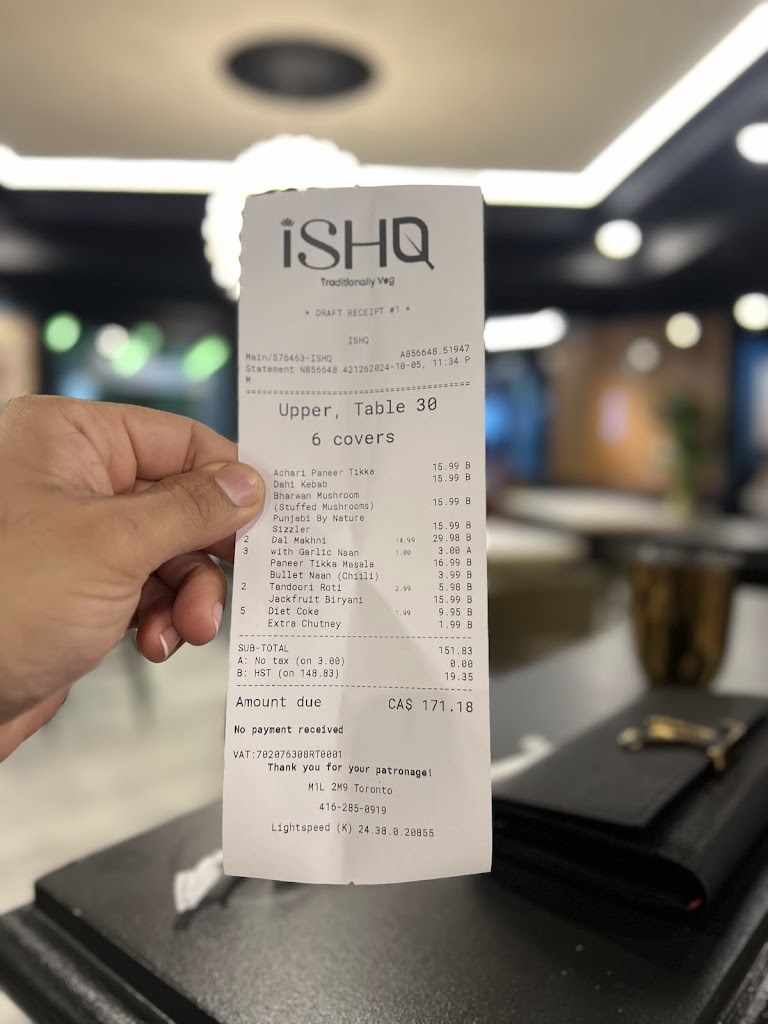 iSHQ
Traditionally Veg
* DRAFT RECEIPT #1 *
ISHQ
Main/576463-ISHQ A856648.51947
Statement N856648.421262024-10-05, 11:34 P
M
Upper, Table 30
6 covers
Achari Paneer Tikka 15.99 B
Dahi Kebab 15.99 B
Bharwan Mushroom
(Stuffed Mushrooms) 15.99 B
Punjabi By Nature
Sizzler 15.99 B
2 Dal Makhni 14.99 29.98 B
3 with Garlic Naan 1.00 3.00 A
Paneer Tikka Masala 16.99 B
Bullet Naan (Chiili) 3.99 B
2 Tandoori Roti 2.99 5.98 B
Jackfruit Biryani 15.99 B
5 Diet Coke 1.99 9.95 B
Extra Chutney 1.99 B
SUB-TOTAL 151.83
A: No tax (on 3.00) 0.00
B: HST (on 148.83) 19.35
Amount due CA$ 171.18
No payment received
VAT:702076308RT0001
Thank you for your patronage!
M1L 2M9 Toronto
416-285-0919
Lightspeed (K) 24.38.0.20855